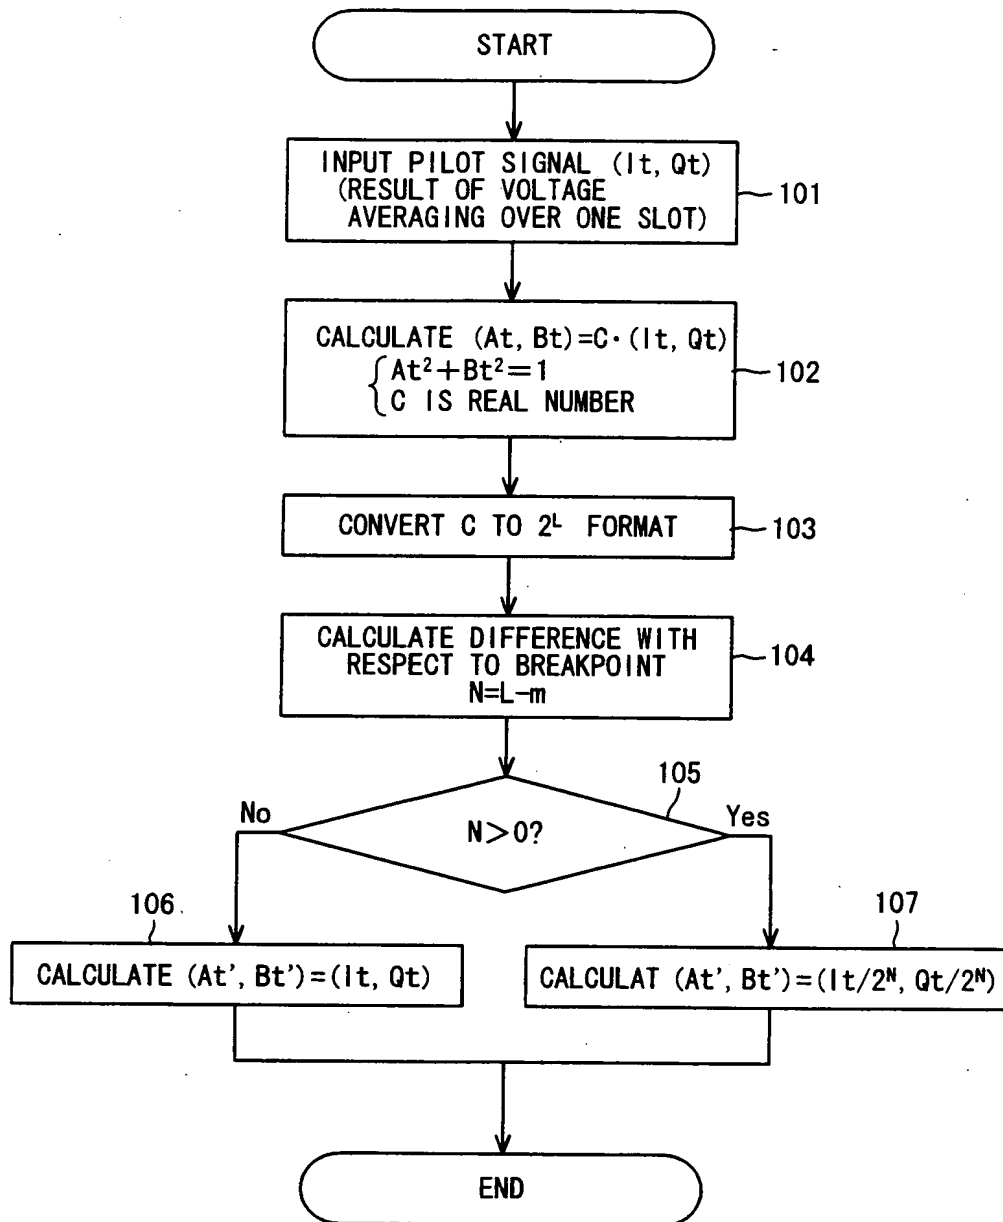 START
INPUT PILOT SIGNAL (It, Qt)
(RESULT OF VOLTAGE
AVERAGING OVER ONE SLOT)
101
CALCULATE (At, Bt)=C·(It, Qt)
At²+Bt²=1
C IS REAL NUMBER
102
CONVERT C TO 2ᴸ FORMAT
103
CALCULATE DIFFERENCE WITH
RESPECT TO BREAKPOINT
N=L-m
104
105
No
N>0?
Yes
106
CALCULATE (At', Bt')=(It, Qt)
107
CALCULAT (At', Bt')=(It/2ᴺ, Qt/2ᴺ)
END